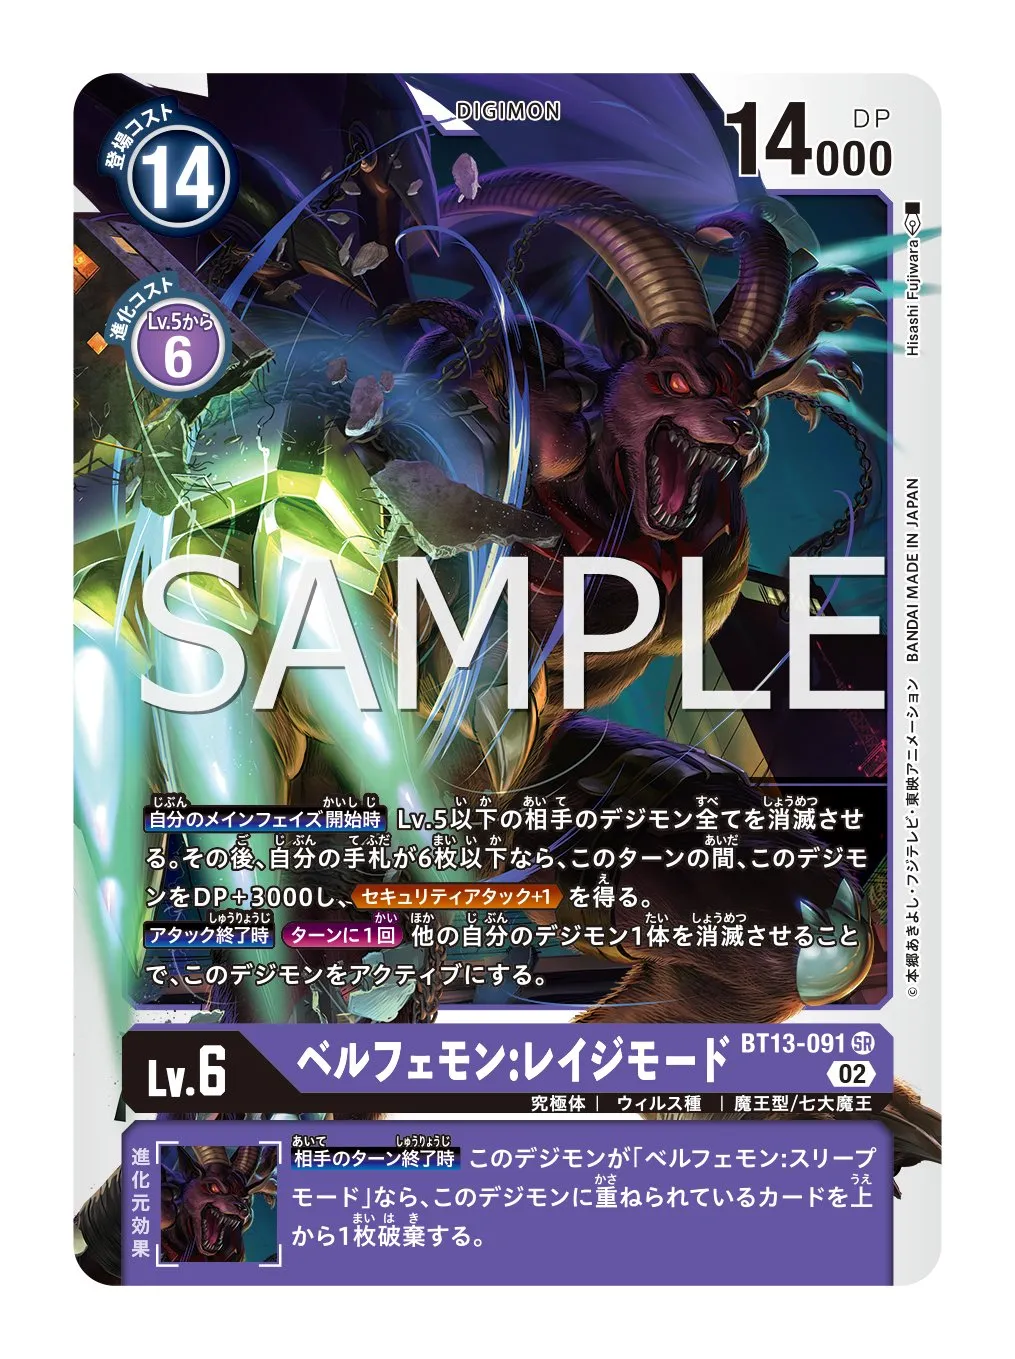 DIGIMON
登場コスト
14
14000
DP
進化コスト
Lv.5から
6
Hisashi Fujiwara
BANDAI MADE IN JAPAN
©本郷あきよし・フジテレビ・東映アニメーション
SAMPLE
自分のメインフェイズ開始時 Lv.5以下の相手のデジモン全てを消滅させ
る。その後、自分の手札が6枚以下なら、このターンの間、このデジモ
ンをDP+3000し、セキュリティアタック+1 を得る。
アタック終了時 ターンに1回 他の自分のデジモン1体を消滅させること
で、このデジモンをアクティブにする。
Lv.6
ベルフェモン:レイジモード
BT13-091 SR
02
究極体 | ウィルス種 | 魔王型/七大魔王
進化元効果
相手のターン終了時 このデジモンが「ベルフェモン:スリープ
モード」なら、このデジモンに重ねられているカードを上
から1枚破棄する。